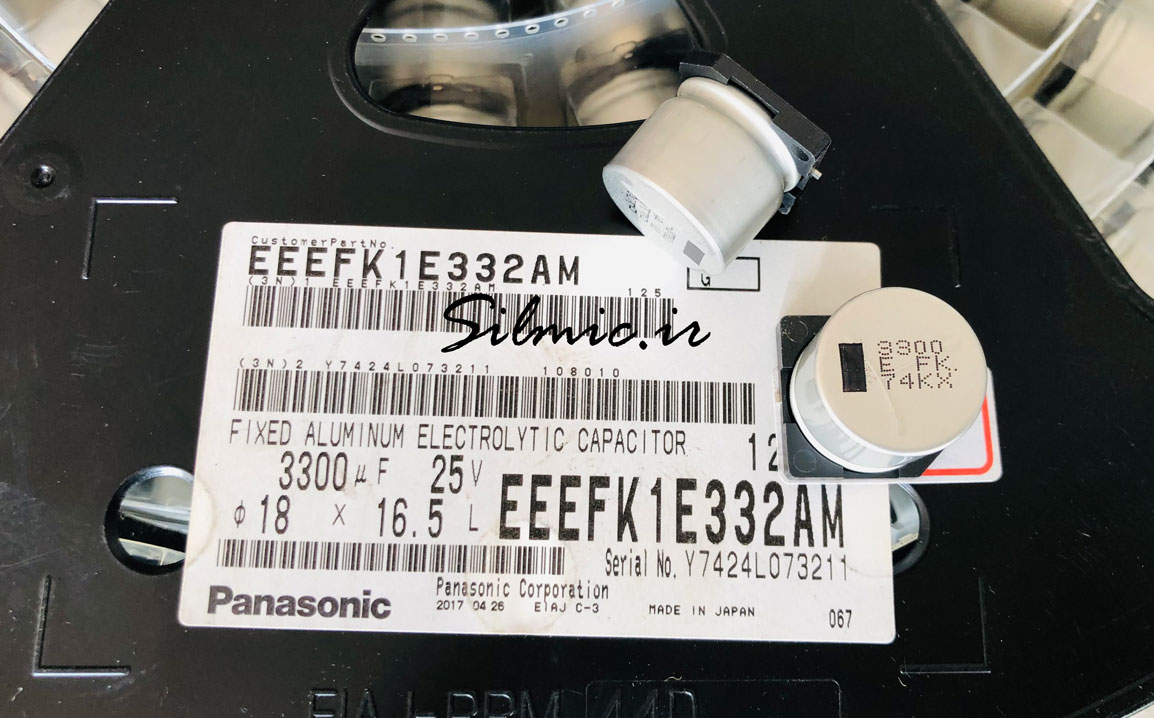 CustomerPartNo.
EEEFK1E332AM
G
(3N)1 EEEFK1E332AM 125
Silmic.ir
(3N)2 Y7424L073211 108010
3300
E FK.
74KX
FIXED ALUMINUM ELECTROLYTIC CAPACITOR
12
3300μF 25V
EEEFK1E332AM
φ18 X 16.5 L
Serial No. Y7424L073211
Panasonic
Panasonic Corporation
2017 04 26 EIAJ C-3 MADE IN JAPAN
067